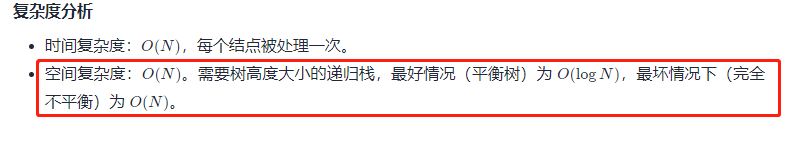 复杂度分析
• 时间复杂度：O(N)，每个结点被处理一次。
• 空间复杂度：O(N)。需要树高度大小的递归栈，最好情况（平衡树）为 O(log N)，最坏情况下（完全
不平衡）为 O(N)。